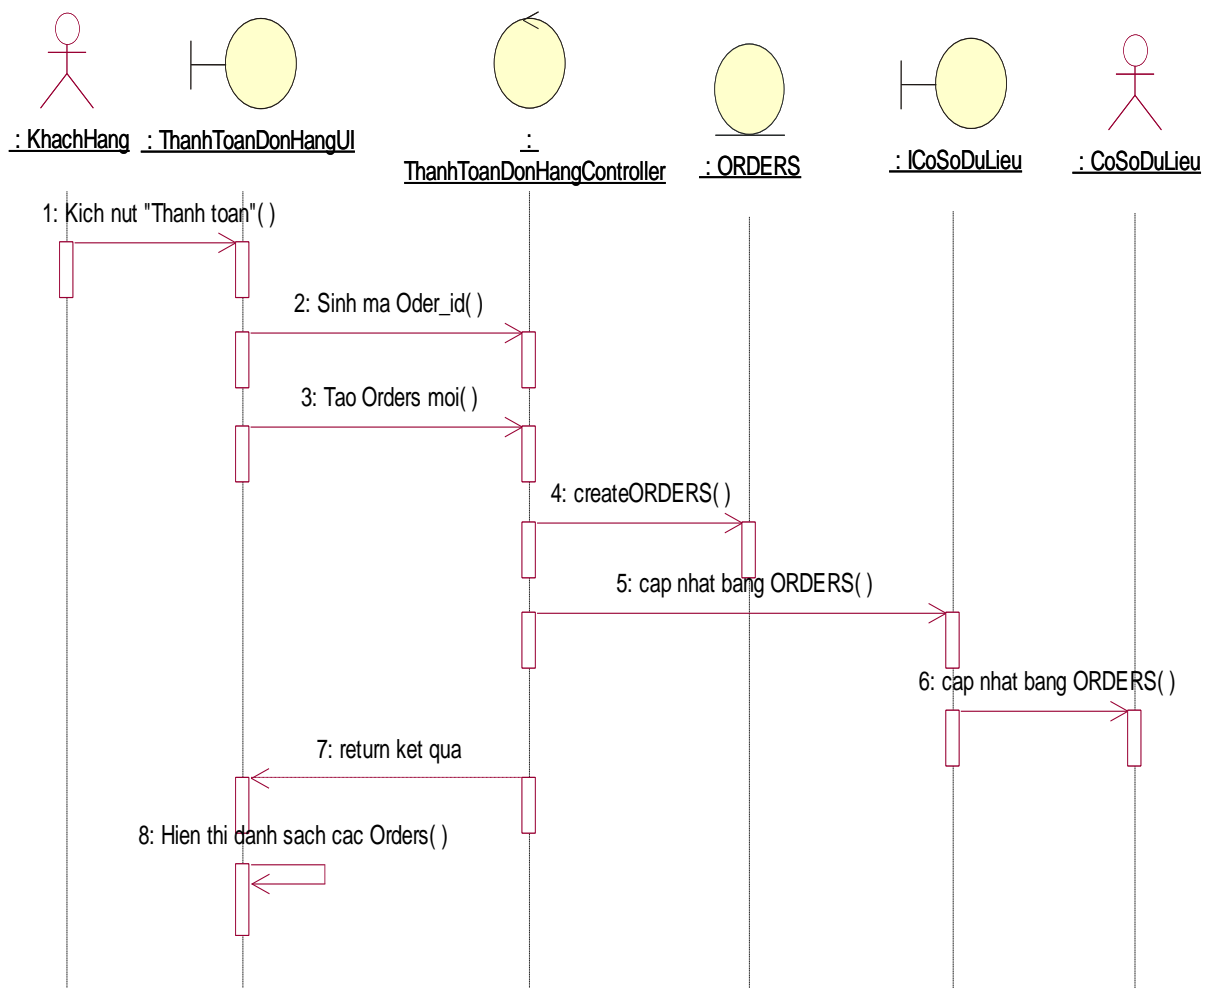 : KhachHang
: ThanhToanDonHangUI
:
ThanhToanDonHangController
: ORDERS
: ICoSoDuLieu
: CoSoDuLieu
1: Kich nut "Thanh toan"( )
2: Sinh ma Oder_id( )
3: Tao Orders moi( )
4: createORDERS( )
5: cap nhat bang ORDERS( )
6: cap nhat bang ORDERS( )
7: return ket qua
8: Hien thi danh sach cac Orders( )